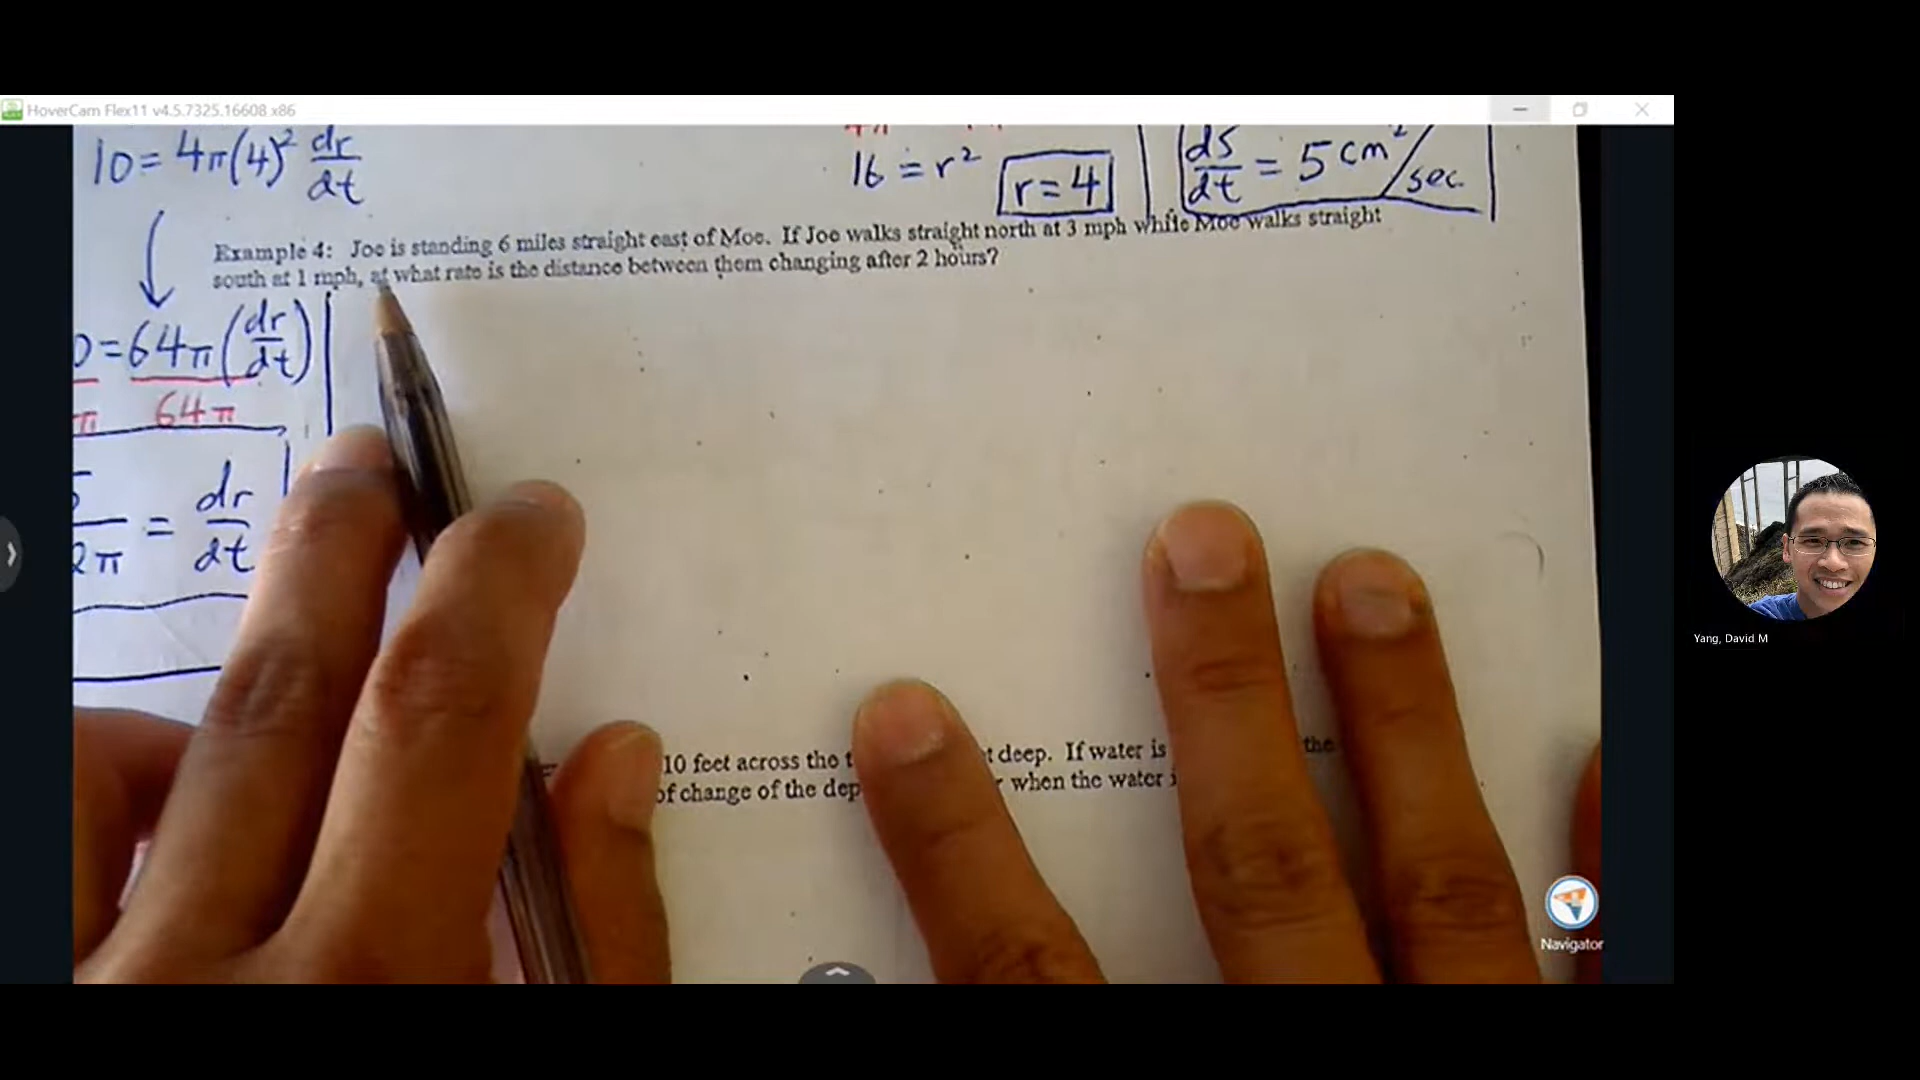 HoverCam Flex11 v4.5.7325.16608 x86
10 = 4π(4)² dr/dt
16 = r²
r = 4
ds/dt = 5 cm²/sec
Example 4: Joe is standing 6 miles straight east of Moe. If Joe walks straight north at 3 mph while Moe walks straight
south at 1 mph, at what rate is the distance between them changing after 2 hours?
0 = 64π (dr/dt)
π 64π
2π = dr/dt
10 feet across the t deep. If water is the
of change of the dep when the water
Navigator
Yang, David M